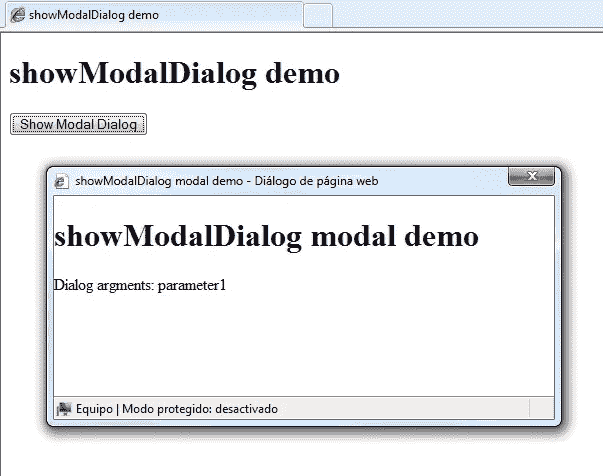 showModalDialog demo
showModalDialog demo
Show Modal Dialog
showModalDialog modal demo - Diálogo de página web
showModalDialog modal demo
Dialog argments: parameter1
Equipo | Modo protegido: desactivado